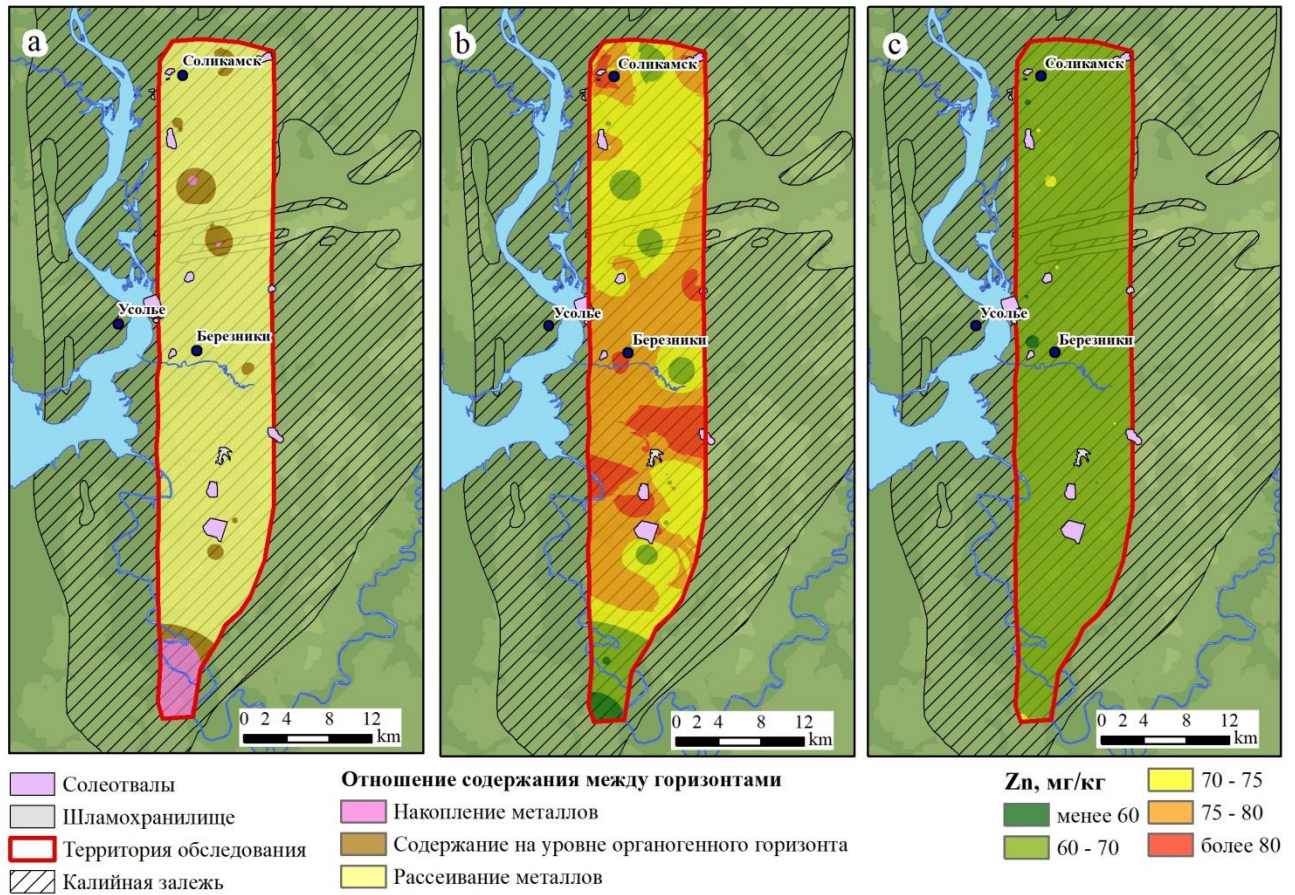 a
Соликамск
Усолье
Березники
0 2 4 8 12
km
b
Соликамск
Усолье
Березники
0 2 4 8 12
km
c
Соликамск
Усолье
Березники
0 2 4 8 12
km
Солеотвалы
Шламохранилище
Территория обследования
Калийная залежь
Отношение содержания между горизонтами
Накопление металлов
Содержание на уровне органогенного горизонта
Рассеивание металлов
Zn, мг/кг
менее 60
60 - 70
70 - 75
75 - 80
более 80